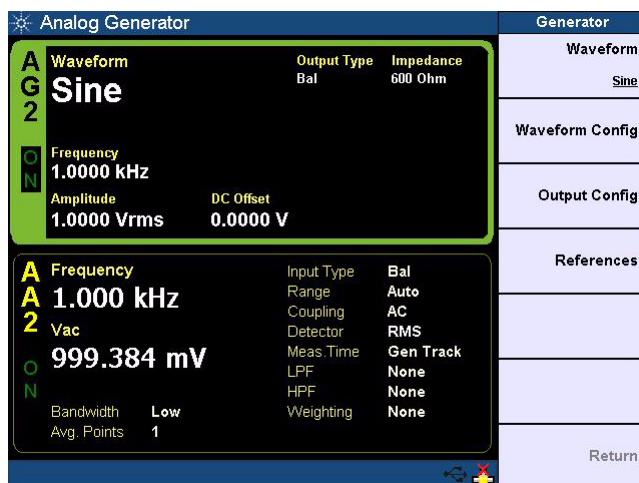 Analog Generator
Generator
AG2
ON
Waveform
Sine
Output Type Impedance
Bal 600 Ohm
Frequency
1.0000 kHz
Amplitude DC Offset
1.0000 Vrms 0.0000 V
AA2
ON
Frequency
1.000 kHz
Vac
999.384 mV
Bandwidth Low
Avg. Points 1
Input Type Bal
Range Auto
Coupling AC
Detector RMS
Meas.Time Gen Track
LPF None
HPF None
Weighting None
Waveform
Sine
Waveform Config
Output Config
References
Return